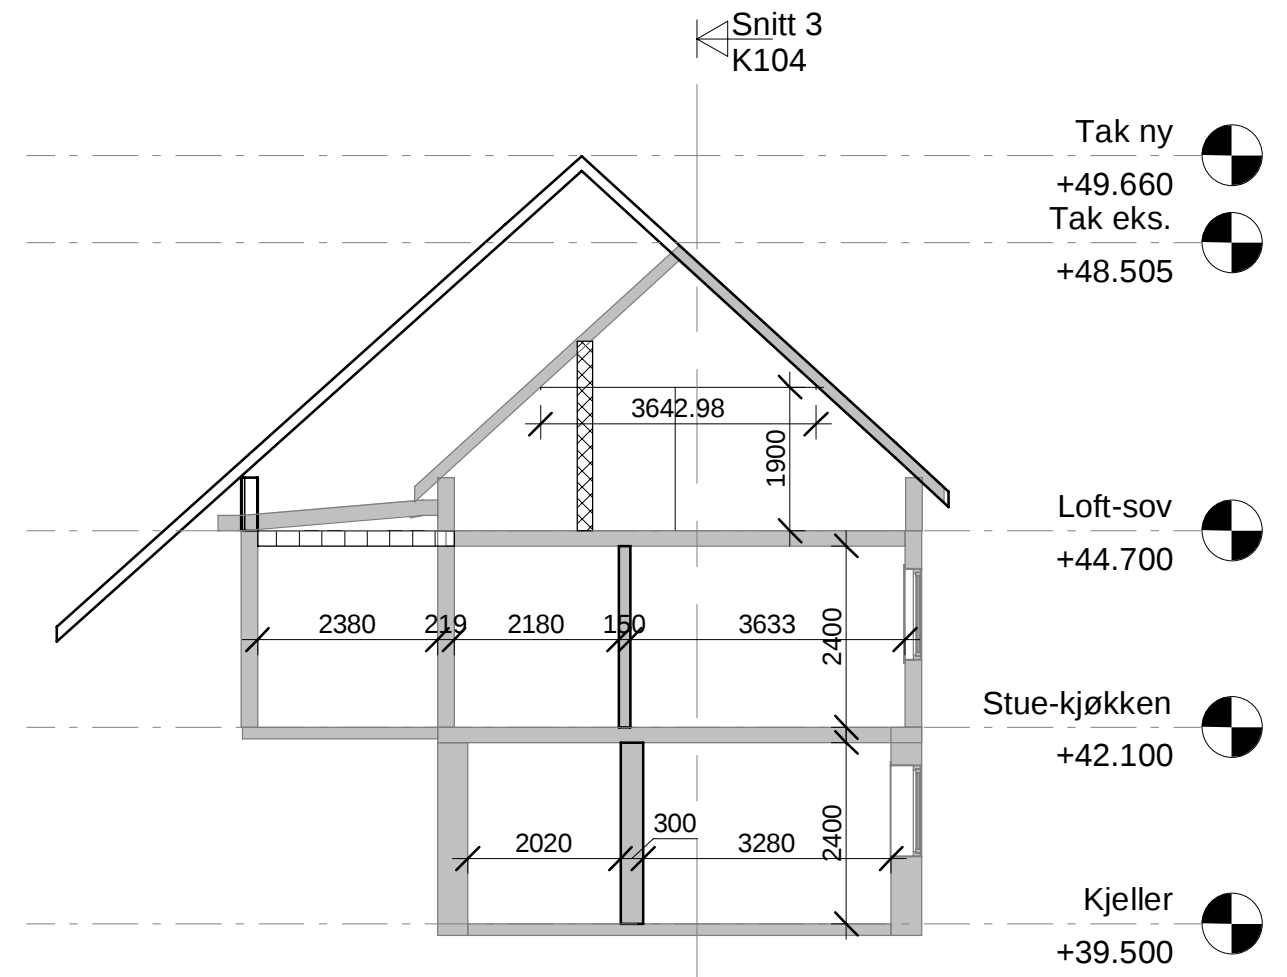 Snitt 3
K104
Tak ny
+49.660
Tak eks.
+48.505
3642.98
1900
Loft-sov
+44.700
2380
219
2180
150
3633
2400
Stue-kjøkken
+42.100
2020
300
3280
2400
Kjeller
+39.500